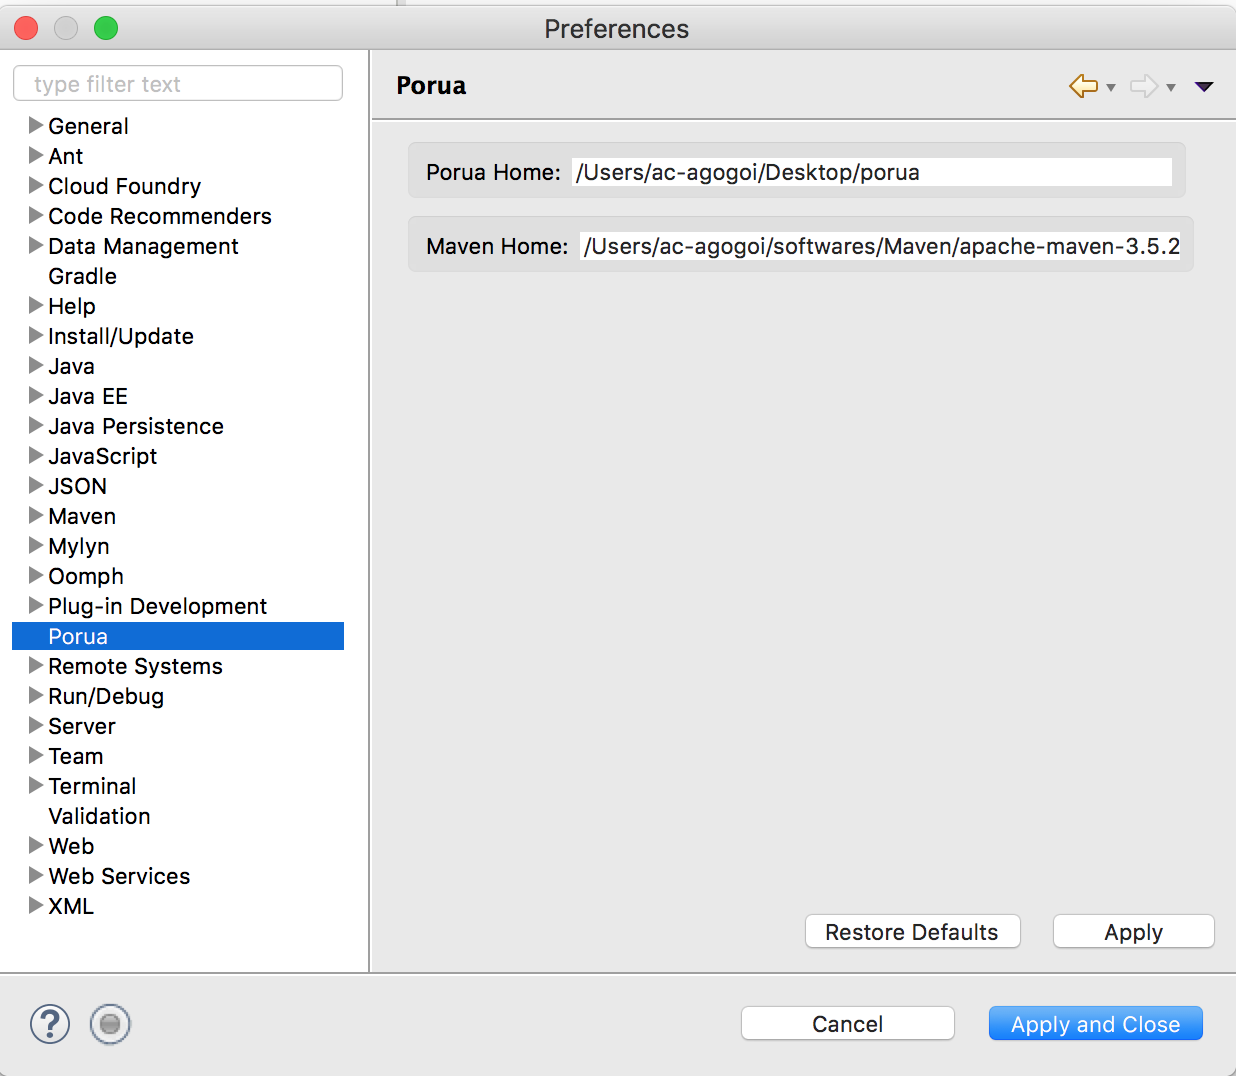 Preferences
type filter text
General
Ant
Cloud Foundry
Code Recommenders
Data Management
Gradle
Help
Install/Update
Java
Java EE
Java Persistence
JavaScript
JSON
Maven
Mylyn
Oomph
Plug-in Development
Porua
Remote Systems
Run/Debug
Server
Team
Terminal
Validation
Web
Web Services
XML
Porua
Porua Home: /Users/ac-agogoi/Desktop/porua
Maven Home: /Users/ac-agogoi/softwares/Maven/apache-maven-3.5.2
Restore Defaults Apply
? Cancel Apply and Close